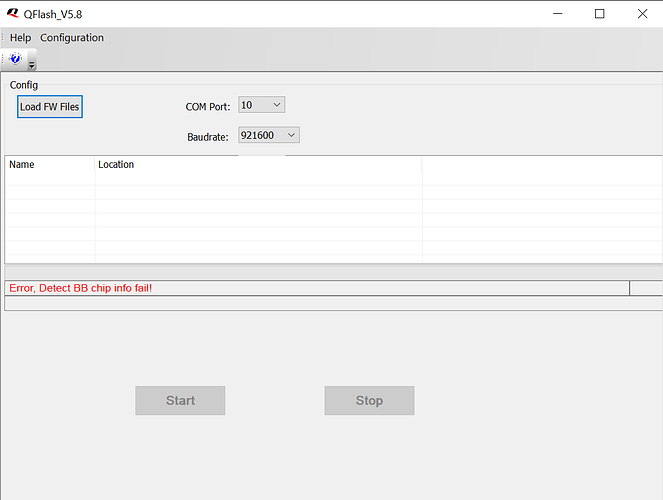 QFlash_V5.8
Help Configuration
Config
Load FW Files COM Port: 10
Baudrate: 921600
Name Location
Error, Detect BB chip info fail!
Start Stop